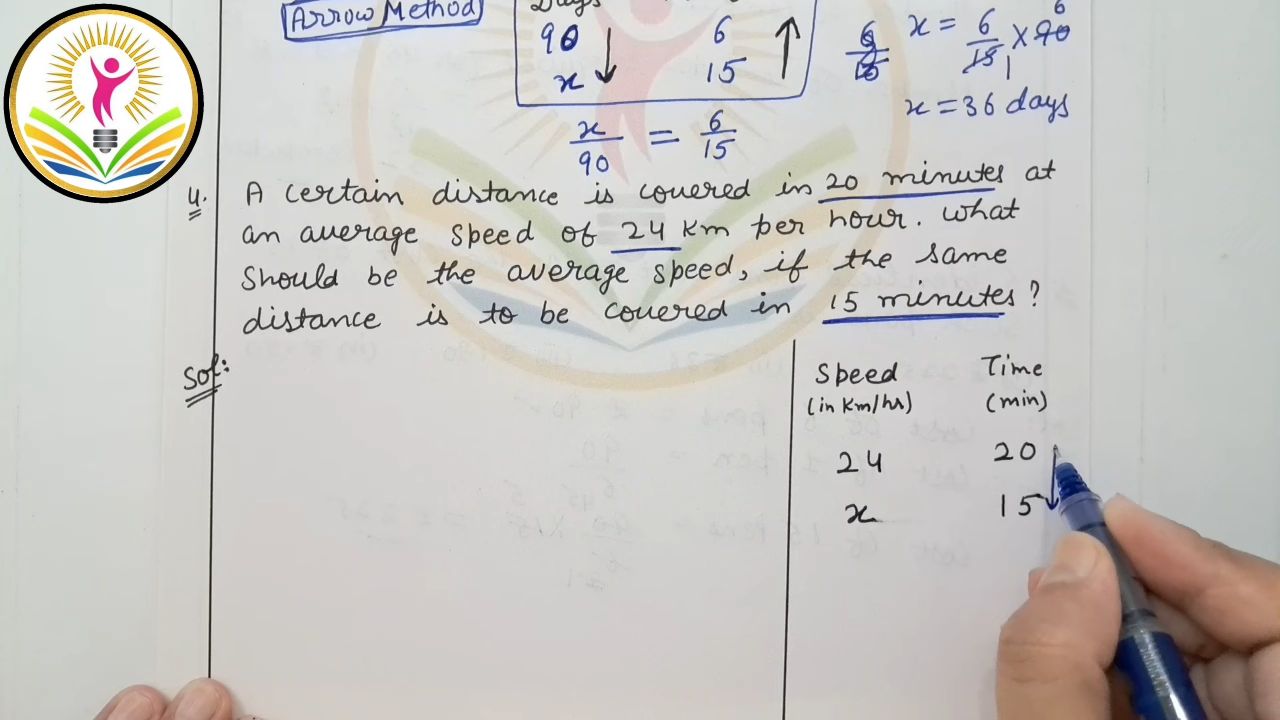 Arrow Method
Days
90 6
x 15
x/90 = 6/15
x = 6/15 × 90 6
1
x = 36 days
4. A certain distance is covered in 20 minutes at
an average speed of 24 Km per hour. What
should be the average speed, if the same
distance is to be covered in 15 minutes?
Sol:
Speed Time
(in Km/hr) (min)
24 20
x 15